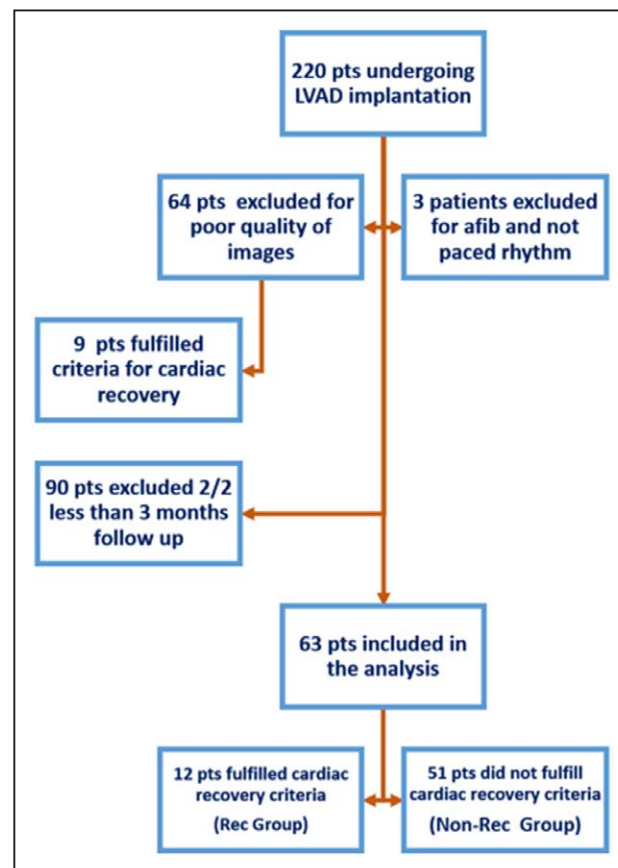 220 pts undergoing
LVAD implantation
64 pts excluded for
poor quality of
images
3 patients excluded
for afib and not
paced rhythm
9 pts fulfilled
criteria for cardiac
recovery
90 pts excluded 2/2
less than 3 months
follow up
63 pts included in
the analysis
12 pts fulfilled cardiac
recovery criteria
(Rec Group)
51 pts did not fulfill
cardiac recovery criteria
(Non-Rec Group)